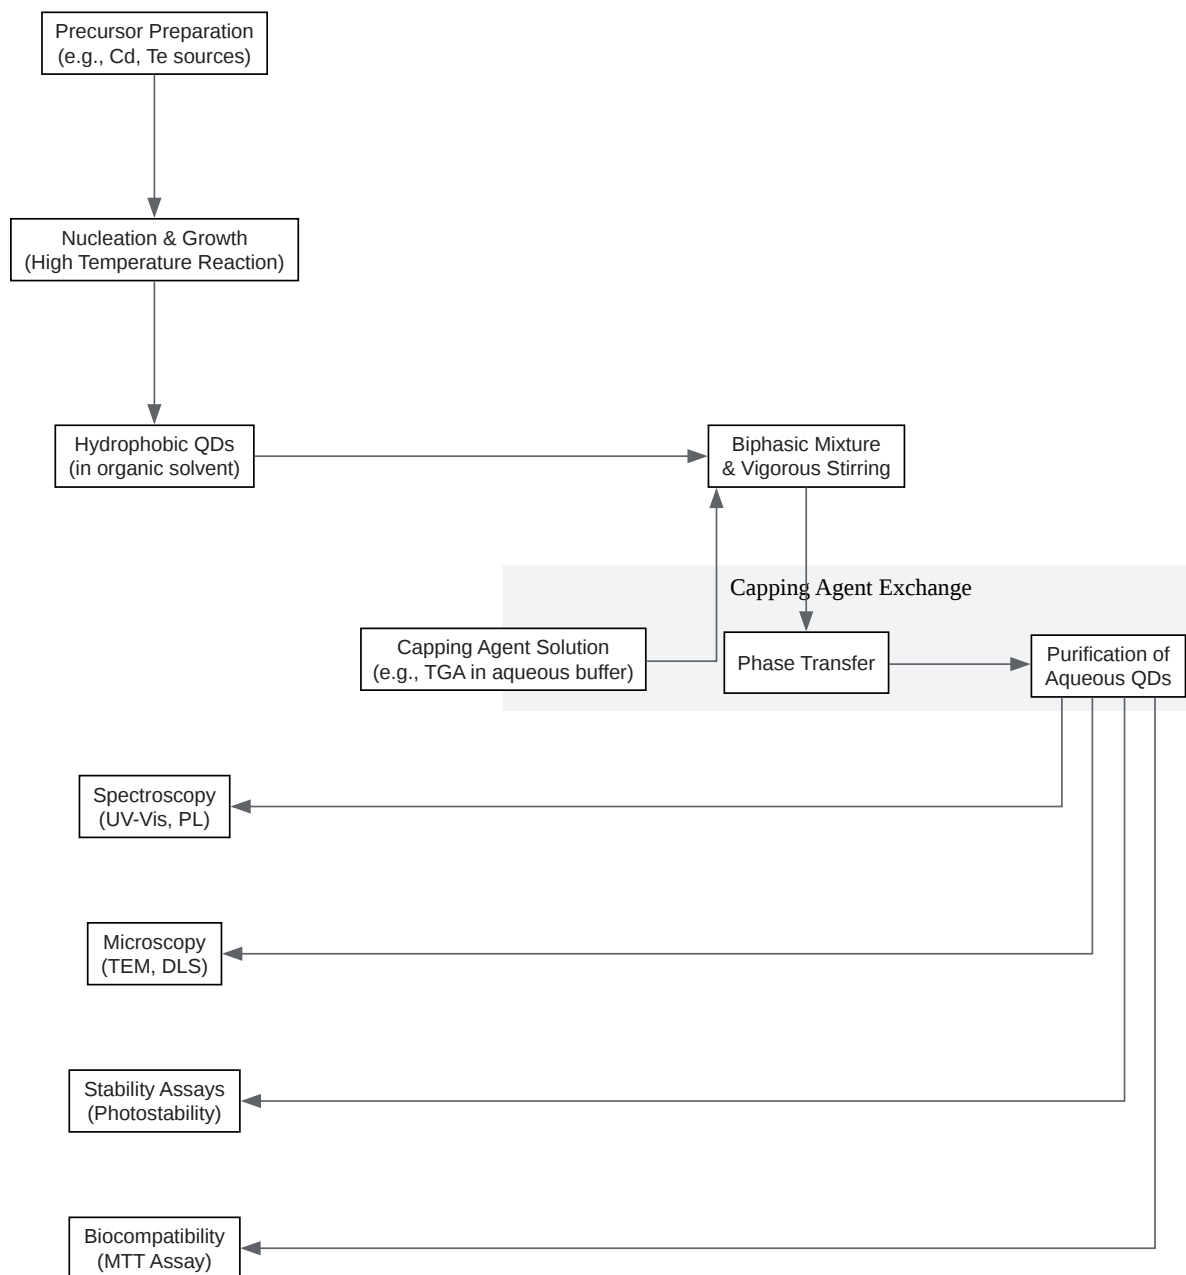 Precursor Preparation
(e.g., Cd, Te sources)
Nucleation & Growth
(High Temperature Reaction)
Hydrophobic QDs
(in organic solvent)
Biphasic Mixture
& Vigorous Stirring
Capping Agent Exchange
Capping Agent Solution
(e.g., TGA in aqueous buffer)
Phase Transfer
Purification of
Aqueous QDs
Spectroscopy
(UV-Vis, PL)
Microscopy
(TEM, DLS)
Stability Assays
(Photostability)
Biocompatibility
(MTT Assay)